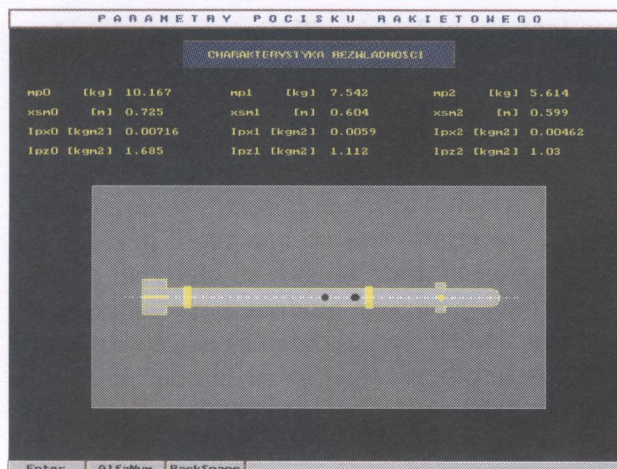 PARAMETRY POCISKU RAKIETOWEGO
CHARAKTERYSTYKA BEZWLADNOSCI
mp0 [kg] 10.167 mp1 [kg] 7.542 mp2 [kg] 5.614
xsm0 [m] 0.725 xsm1 [m] 0.604 xsm2 [m] 0.599
Ipx0 [kgm2] 0.00716 Ipx1 [kgm2] 0.0059 Ipx2 [kgm2] 0.00462
Ipz0 [kgm2] 1.685 Ipz1 [kgm2] 1.112 Ipz2 [kgm2] 1.03
Enter AlfaNum BackSpace